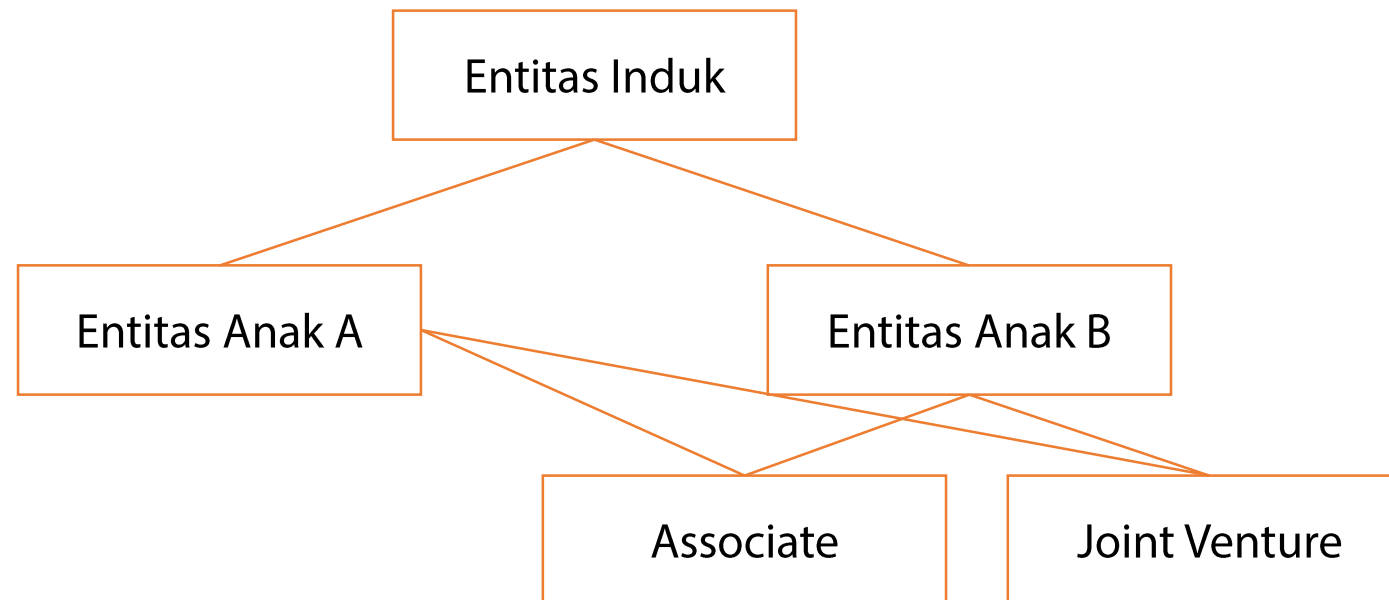 Entitas Induk
Entitas Anak A
Entitas Anak B
Associate
Joint Venture